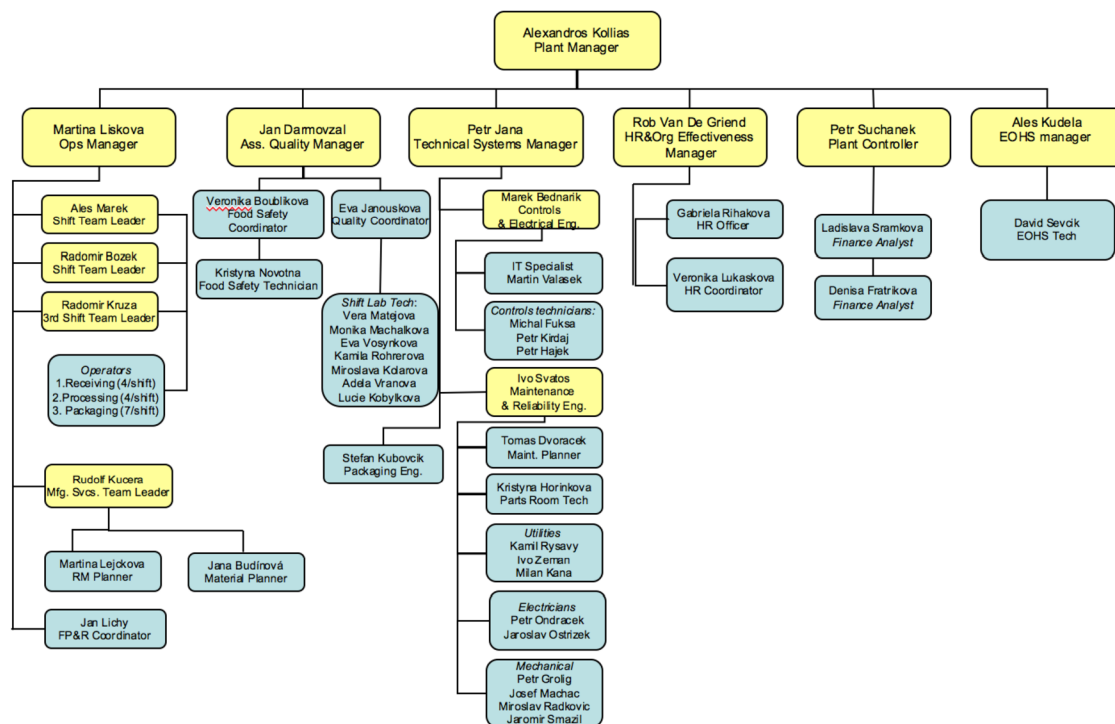 Alexandros Kollias
Plant Manager
Martina Liskova
Ops Manager
Jan Darmovzal
Ass. Quality Manager
Petr Jana
Technical Systems Manager
Rob Van De Griend
HR&Org Effectiveness
Manager
Petr Suchanek
Plant Controller
Ales Kudela
EOHS manager
Ales Marek
Shift Team Leader
Radomir Bozek
Shift Team Leader
Radomir Kruza
3rd Shift Team Leader
Operators
1.Receiving (4/shift)
2.Processing (4/shift)
3. Packaging (7/shift)
Rudolf Kucera
Mfg. Svcs. Team Leader
Martina Lejckova
RM Planner
Jana Budínová
Material Planner
Jan Lichy
FP&R Coordinator
Veronika Boublikova
Food Safety
Coordinator
Kristyna Novotna
Food Safety Technician
Eva Janouskova
Quality Coordinator
Shift Lab Tech:
Vera Matejova
Monika Machalkova
Eva Vosynkova
Kamila Rohrerova
Miroslava Kolarova
Adela Vranova
Lucie Kobylkova
Stefan Kubovcik
Packaging Eng.
Marek Bednarik
Controls
& Electrical Eng.
IT Specialist
Martin Valasek
Controls technicians:
Michal Fuksa
Petr Kirdaj
Petr Hajek
Ivo Svatos
Maintenance
& Reliability Eng.
Tomas Dvoracek
Maint. Planner
Kristyna Horinkova
Parts Room Tech
Utilities
Kamil Rysavy
Ivo Zeman
Milan Kana
Electricians
Petr Ondracek
Jaroslav Ostrizek
Mechanical
Petr Grolig
Josef Machac
Miroslav Radkovic
Jaromir Smazil
Gabriela Rihakova
HR Officer
Veronika Lukaskova
HR Coordinator
Ladislava Sramkova
Finance Analyst
Denisa Fratrikova
Finance Analyst
David Sevcik
EOHS Tech